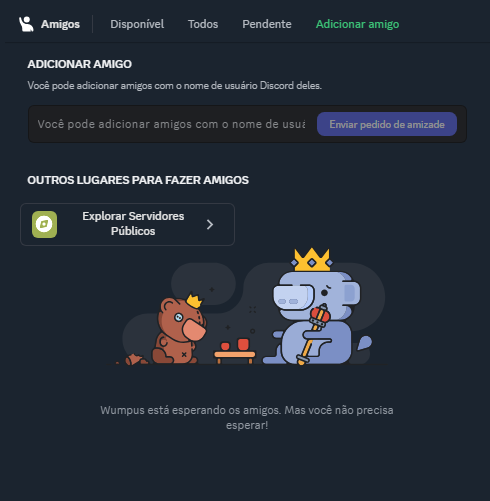 Amigos Disponível Todos Pendente Adicionar amigo
ADICIONAR AMIGO
Você pode adicionar amigos com o nome de usuário Discord deles.
Você pode adicionar amigos com o nome de usuá Enviar pedido de amizade
OUTROS LUGARES PARA FAZER AMIGOS
Explorar Servidores
Públicos
Wumpus está esperando os amigos. Mas você não precisa
esperar!